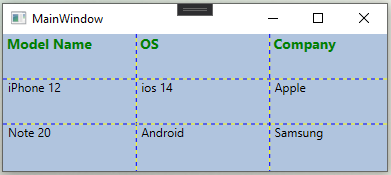 MainWindow
Model Name OS Company
iPhone 12 ios 14 Apple
Note 20 Android Samsung